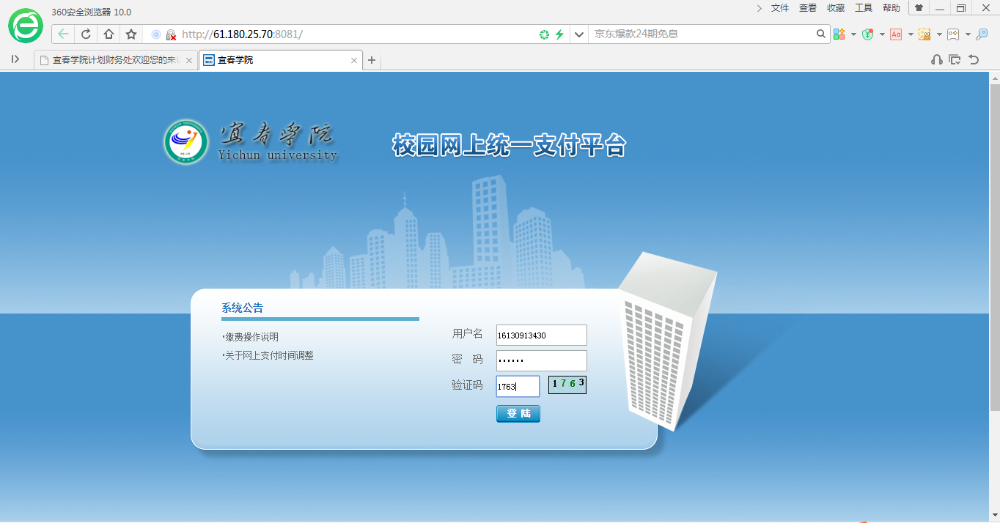 360安全浏览器 10.0
文件 查看 收藏 工具 帮助
http://61.180.25.70:8081/
京东爆款24期免息
宜春学院计划财务处欢迎您的来
宜春学院
宜春学院
Yichun university
校园网上统一支付平台
系统公告
·缴费操作说明
·关于网上支付时间调整
用户名 16130913430
密 码 ••••••
验证码 1763 1763
登 陆